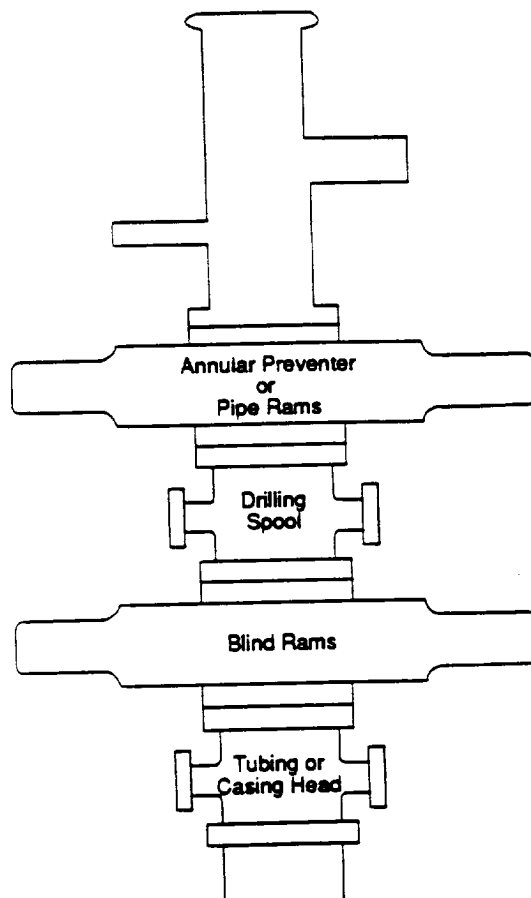 Annular Preventer
or
Pipe Rams
Drilling
Spool
Blind Rams
Tubing or
Casing Head